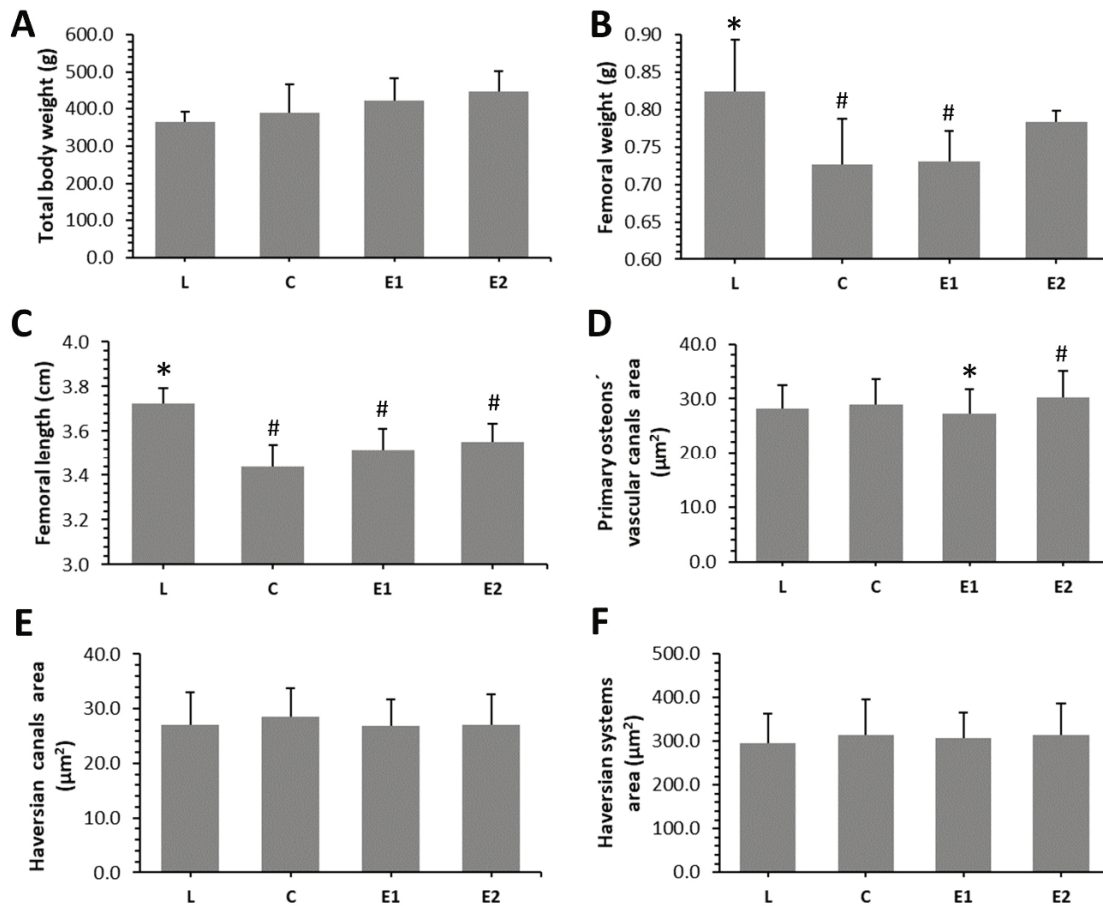 A
Total body weight (g)
600.0
500.0
400.0
300.0
200.0
100.0
0.0
L C E1 E2
B
Femoral weight (g)
0.90
0.85
0.80
0.75
0.70
0.65
0.60
*
#
#
L C E1 E2
C
Femoral length (cm)
4.0
3.8
3.6
3.4
3.2
3.0
*
#
#
#
L C E1 E2
D
Primary osteons´
vascular canals area
(µm²)
40.0
30.0
20.0
10.0
0.0
*
#
L C E1 E2
E
Haversian canals area
(µm²)
40.0
30.0
20.0
10.0
0.0
L C E1 E2
F
Haversian systems
area (µm²)
500.0
400.0
300.0
200.0
100.0
0.0
L C E1 E2